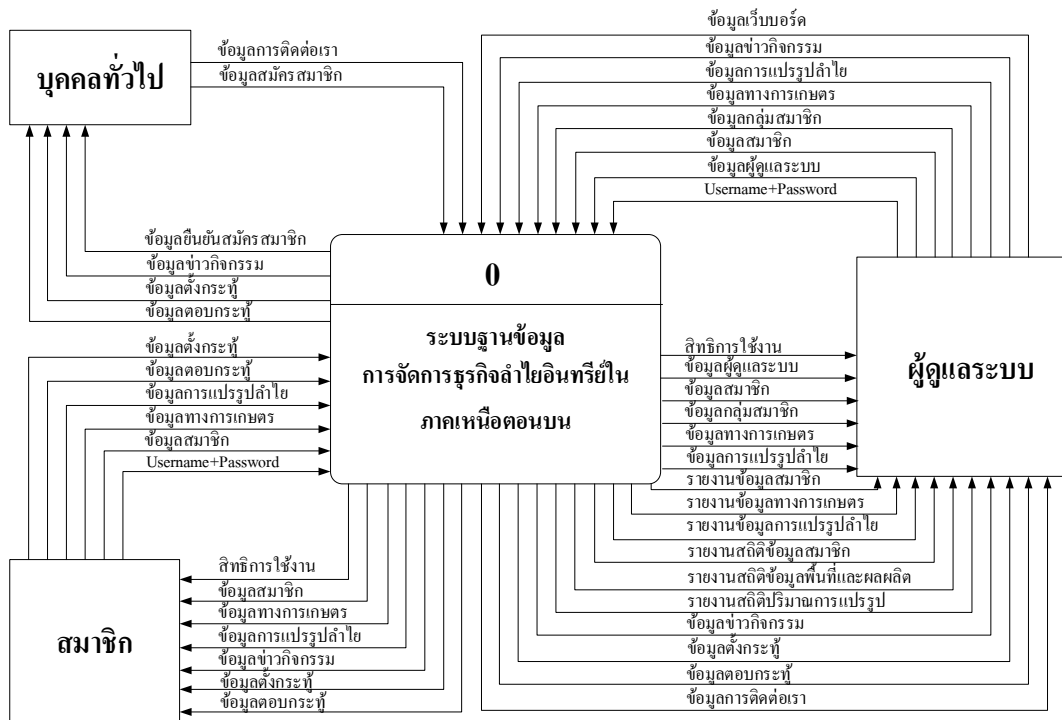 บุคคลทั่วไป
ข้อมูลการติดต่อเรา
ข้อมูลสมัครสมาชิก
ข้อมูลเว็บบอร์ด
ข้อมูลข่าวกิจกรรม
ข้อมูลการแปรรูปลำไย
ข้อมูลทางการเกษตร
ข้อมูลกลุ่มสมาชิก
ข้อมูลสมาชิก
ข้อมูลผู้ดูแลระบบ
Username+Password
ข้อมูลยืนยันสมัครสมาชิก
ข้อมูลข่าวกิจกรรม
ข้อมูลตั้งกระทู้
ข้อมูลตอบกระทู้
0
ระบบฐานข้อมูล
การจัดการธุรกิจลำไยอินทรีย์ใน
ภาคเหนือตอนบน
ข้อมูลตั้งกระทู้
ข้อมูลตอบกระทู้
ข้อมูลการแปรรูปลำไย
ข้อมูลทางการเกษตร
ข้อมูลสมาชิก
Username+Password
สิทธิการใช้งาน
ข้อมูลผู้ดูแลระบบ
ข้อมูลสมาชิก
ข้อมูลกลุ่มสมาชิก
ข้อมูลทางการเกษตร
ข้อมูลการแปรรูปลำไย
รายงานข้อมูลสมาชิก
รายงานข้อมูลทางการเกษตร
รายงานข้อมูลการแปรรูปลำไย
รายงานสถิติข้อมูลสมาชิก
รายงานสถิติข้อมูลพื้นที่และผลผลิต
รายงานสถิติปริมาณการแปรรูป
ข้อมูลข่าวกิจกรรม
ข้อมูลตั้งกระทู้
ข้อมูลตอบกระทู้
ข้อมูลการติดต่อเรา
ผู้ดูแลระบบ
สมาชิก
สิทธิการใช้งาน
ข้อมูลสมาชิก
ข้อมูลทางการเกษตร
ข้อมูลการแปรรูปลำไย
ข้อมูลข่าวกิจกรรม
ข้อมูลตั้งกระทู้
ข้อมูลตอบกระทู้